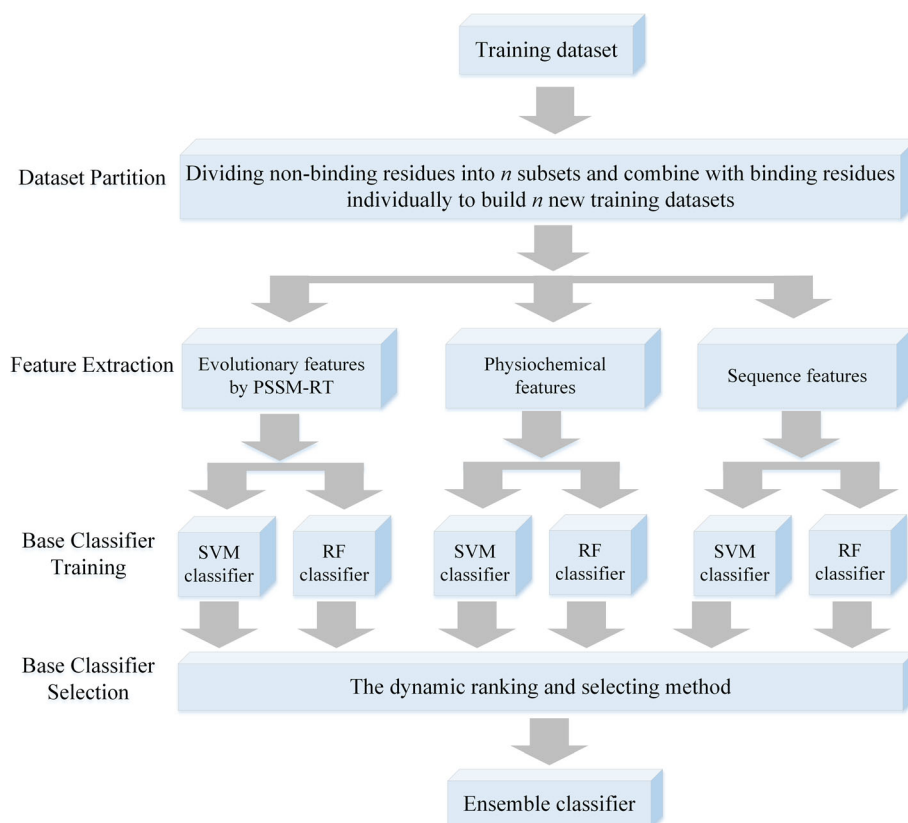 Training dataset
Dataset Partition
Dividing non-binding residues into n subsets and combine with binding residues
individually to build n new training datasets
Feature Extraction
Evolutionary features
by PSSM-RT
Physiochemical
features
Sequence features
Base Classifier
Training
SVM
classifier
RF
classifier
SVM
classifier
RF
classifier
SVM
classifier
RF
classifier
Base Classifier
Selection
The dynamic ranking and selecting method
Ensemble classifier